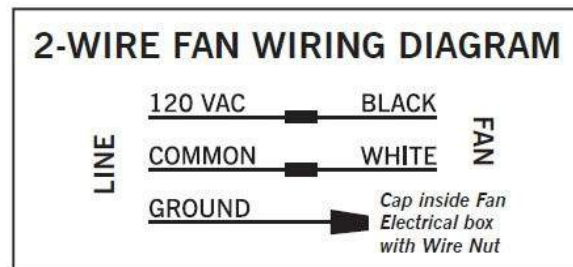 2-WIRE FAN WIRING DIAGRAM
120 VAC BLACK
COMMON WHITE
GROUND
LINE
FAN
Cap inside Fan
Electrical box
with Wire Nut